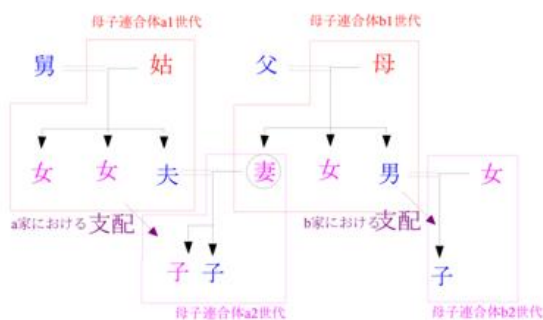 母子連合体a1世代 母子連合体b1世代
舅 姑 父 母
女 女 夫 妻 女 男 女
a家における支配 b家における支配
子 子 子
母子連合体a2世代 母子連合体b2世代